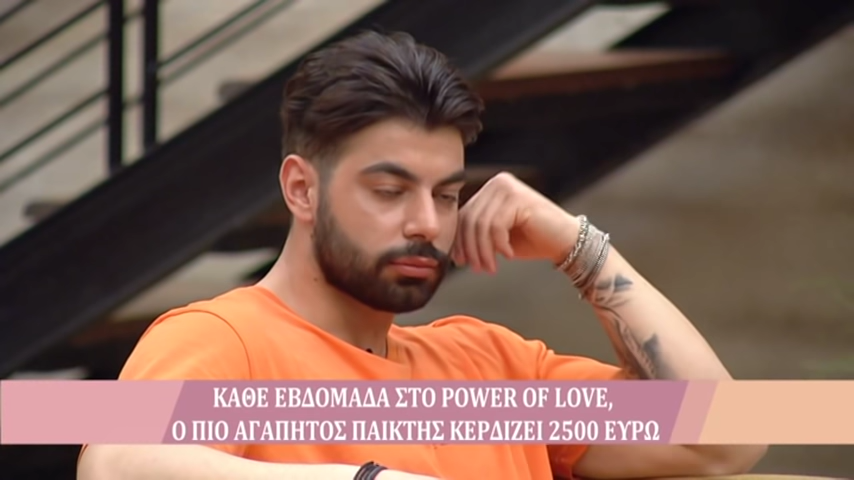 ΚΑΘΕ ΕΒΔΟΜΑΔΑ ΣΤΟ POWER OF LOVE,
Ο ΠΙΟ ΑΓΑΠΗΤΟΣ ΠΑΙΚΤΗΣ ΚΕΡΔΙΖΕΙ 2500 ΕΥΡΩ